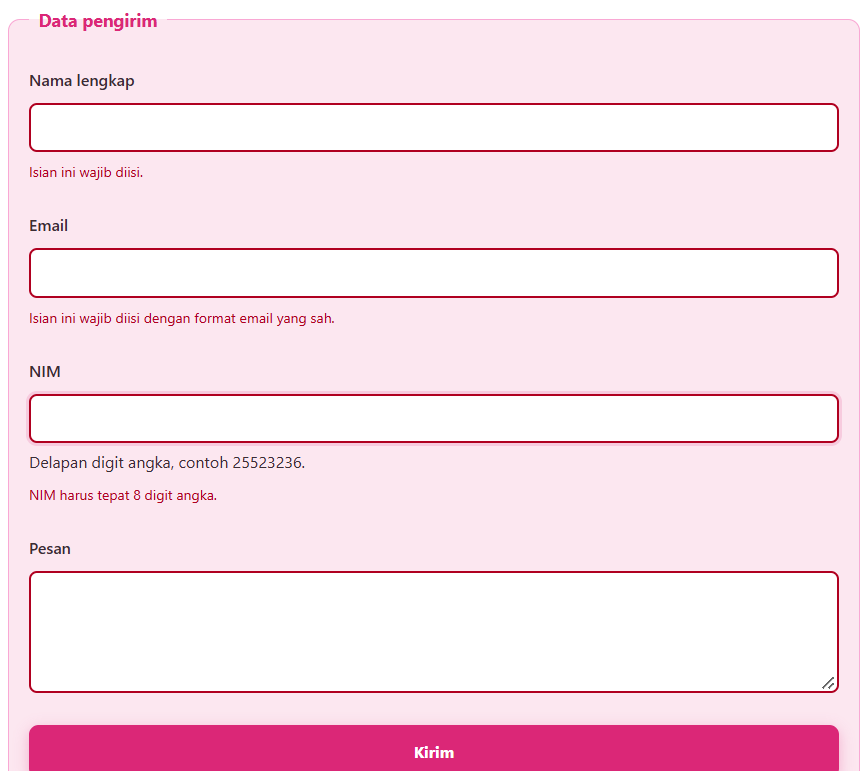 Data pengirim
Nama lengkap
Isian ini wajib diisi.
Email
Isian ini wajib diisi dengan format email yang sah.
NIM
Delapan digit angka, contoh 25523236.
NIM harus tepat 8 digit angka.
Pesan
Kirim